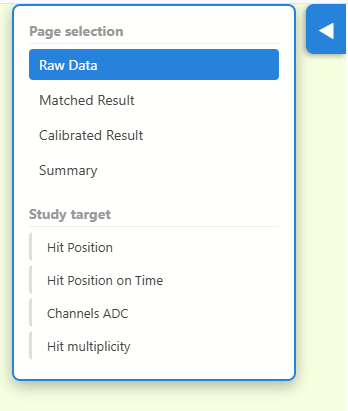 Page selection
Raw Data
Matched Result
Calibrated Result
Summary
Study target
Hit Position
Hit Position on Time
Channels ADC
Hit multiplicity